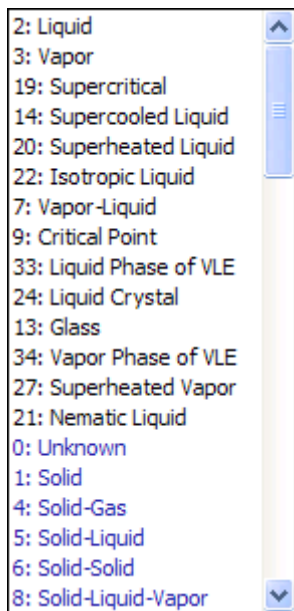 2: Liquid
3: Vapor
19: Supercritical
14: Supercooled Liquid
20: Superheated Liquid
22: Isotropic Liquid
7: Vapor-Liquid
9: Critical Point
33: Liquid Phase of VLE
24: Liquid Crystal
13: Glass
34: Vapor Phase of VLE
27: Superheated Vapor
21: Nematic Liquid
0: Unknown
1: Solid
4: Solid-Gas
5: Solid-Liquid
6: Solid-Solid
8: Solid-Liquid-Vapor